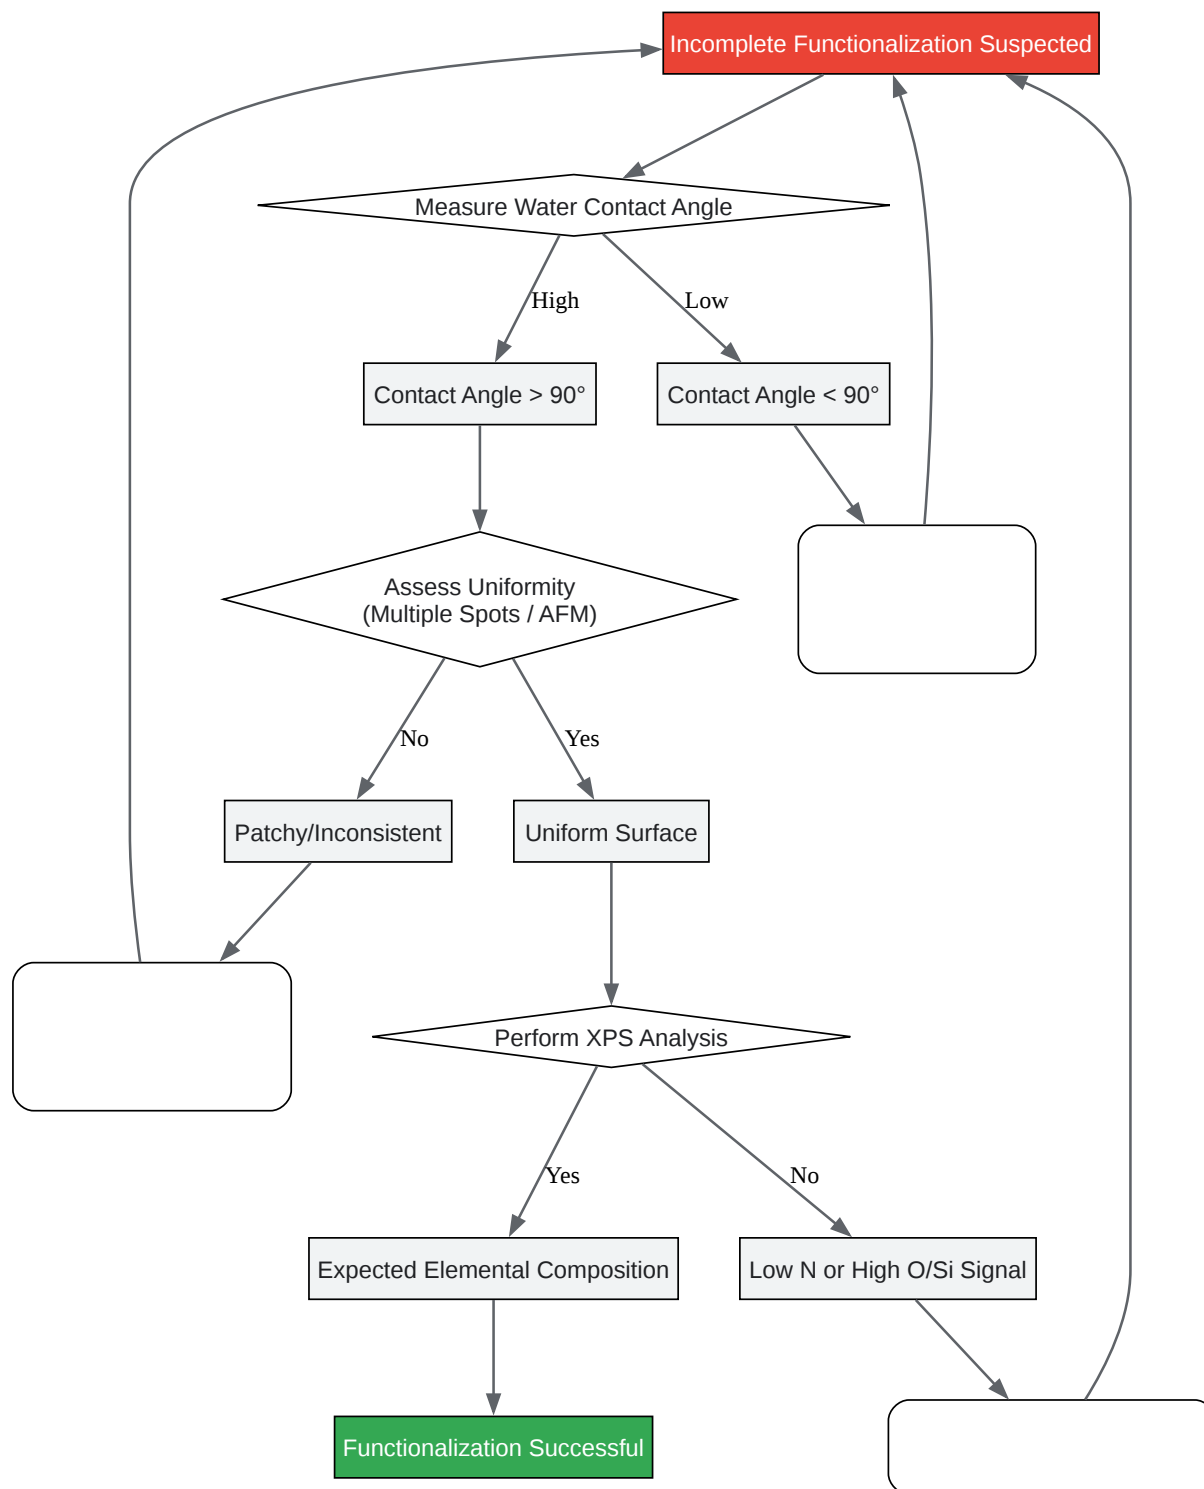 Incomplete Functionalization Suspected
Measure Water Contact Angle
High
Low
Contact Angle > 90°
Contact Angle < 90°
Assess Uniformity
(Multiple Spots / AFM)
No
Yes
Patchy/Inconsistent
Uniform Surface
Perform XPS Analysis
Yes
No
Expected Elemental Composition
Low N or High O/Si Signal
Functionalization Successful